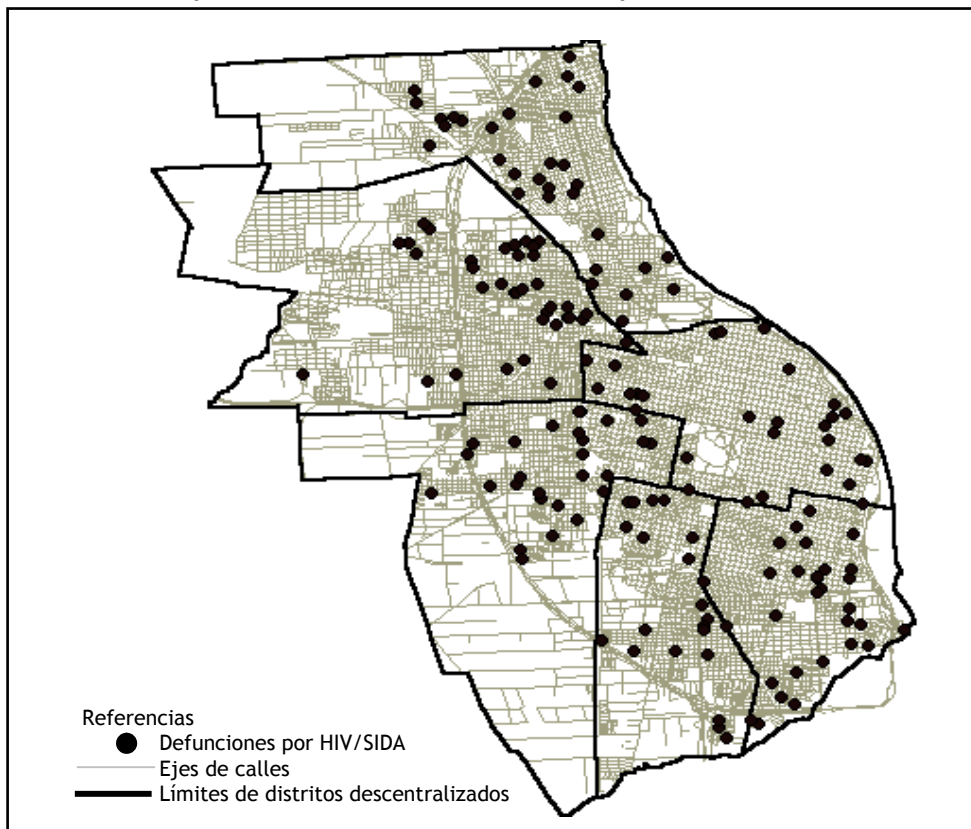 Referencias
Defunciones por HIV/SIDA
Ejes de calles
Límites de distritos descentralizados